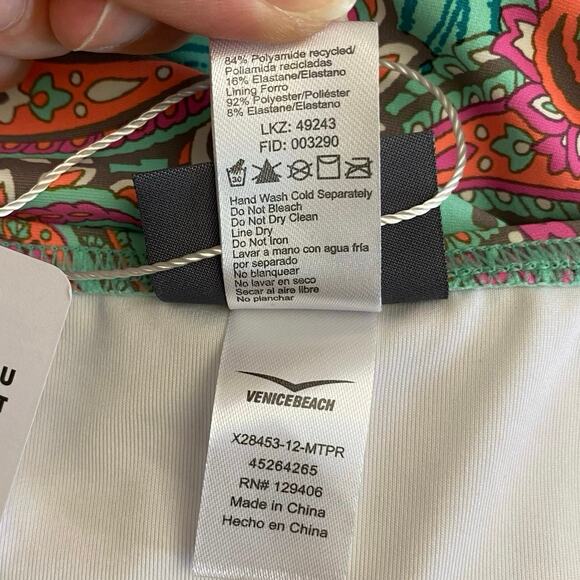 84% Polyamide recycled/
Poliamida recicladas
16% Elastane/Elastano
Lining Forro
92% Polyester/Poliéster
8% Elastane/Elastano
LKZ: 49243
FID: 003290
30
Hand Wash Cold Separately
Do Not Bleach
Do Not Dry Clean
Line Dry
Do Not Iron
Lavar a mano con agua fría
por separado
No blanquear
No lavar en seco
Secar al aire libre
No planchar
VENICEBEACH
X28453-12-MTPR
45264265
RN# 129406
Made in China
Hecho en China
U
T